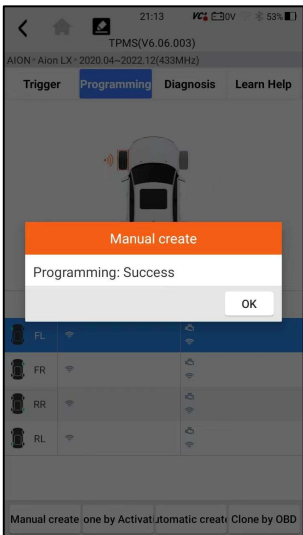 21:13 VCI 0V 53%
TPMS(V6.06.003)
AION Aion LX 2020.04~2022.12(433MHz)
Trigger Programming Diagnosis Learn Help
Manual create
Programming: Success
OK
FL
FR
RR
RL
Manual create one by Activat utomatic creat Clone by OBD